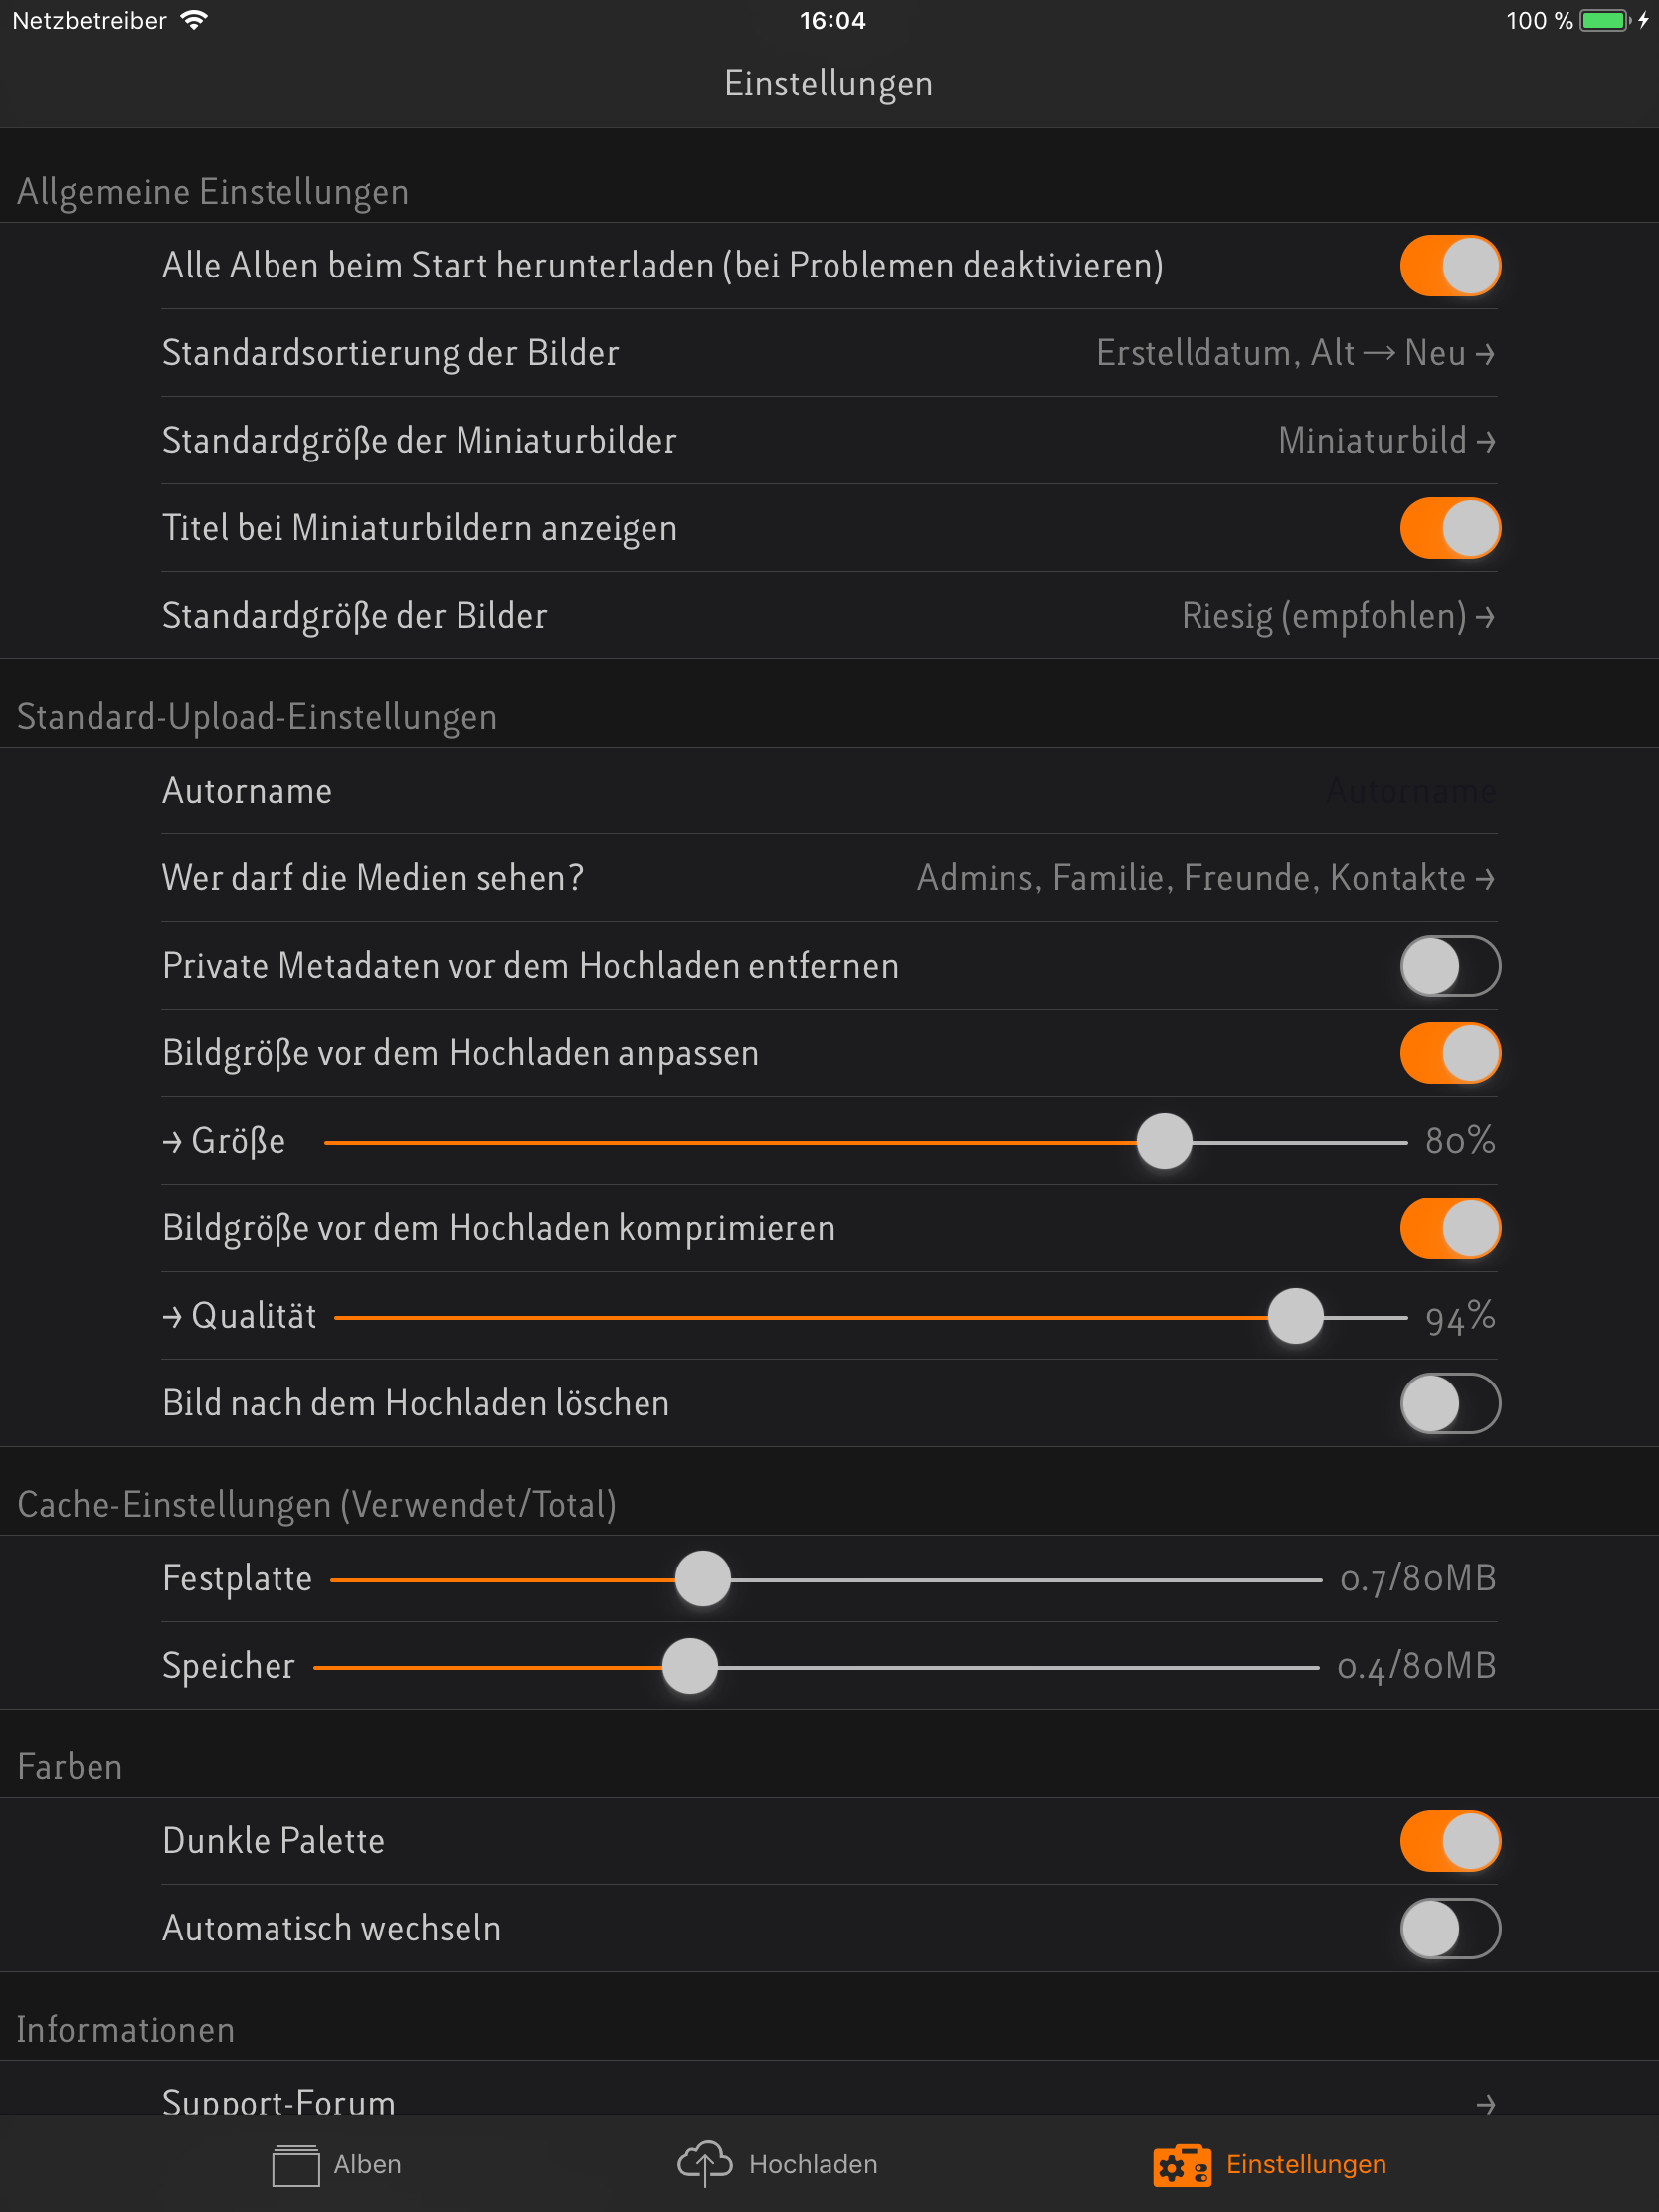 Netzbetreiber 16:04 100 %
Einstellungen
Allgemeine Einstellungen
Alle Alben beim Start herunterladen (bei Problemen deaktivieren)
Standardsortierung der Bilder Erstelldatum, Alt → Neu →
Standardgröße der Miniaturbilder Miniaturbild →
Titel bei Miniaturbildern anzeigen
Standardgröße der Bilder Riesig (empfohlen) →
Standard-Upload-Einstellungen
Autorname Autorname
Wer darf die Medien sehen? Admins, Familie, Freunde, Kontakte →
Private Metadaten vor dem Hochladen entfernen
Bildgröße vor dem Hochladen anpassen
→ Größe 80%
Bildgröße vor dem Hochladen komprimieren
→ Qualität 94%
Bild nach dem Hochladen löschen
Cache-Einstellungen (Verwendet/Total)
Festplatte 0.7/80MB
Speicher 0.4/80MB
Farben
Dunkle Palette
Automatisch wechseln
Informationen
Support-Forum →
Alben Hochladen Einstellungen